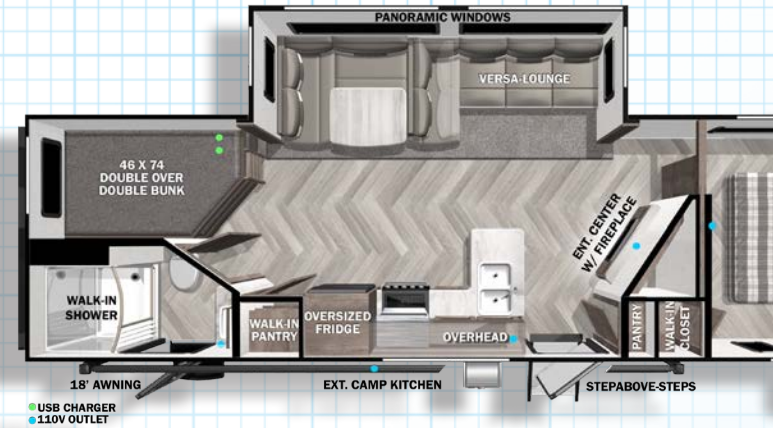 PANORAMIC WINDOWS
VERSA-LOUNGE
46 X 74
DOUBLE OVER
DOUBLE BUNK
ENT. CENTER
W/ FIREPLACE
WALK-IN
SHOWER
WALK-IN
PANTRY
OVERSIZED
FRIDGE
OVERHEAD
PANTRY
WALK-IN
CLOSET
18' AWNING
EXT. CAMP KITCHEN
STEPABOVE-STEPS
USB CHARGER
110V OUTLET